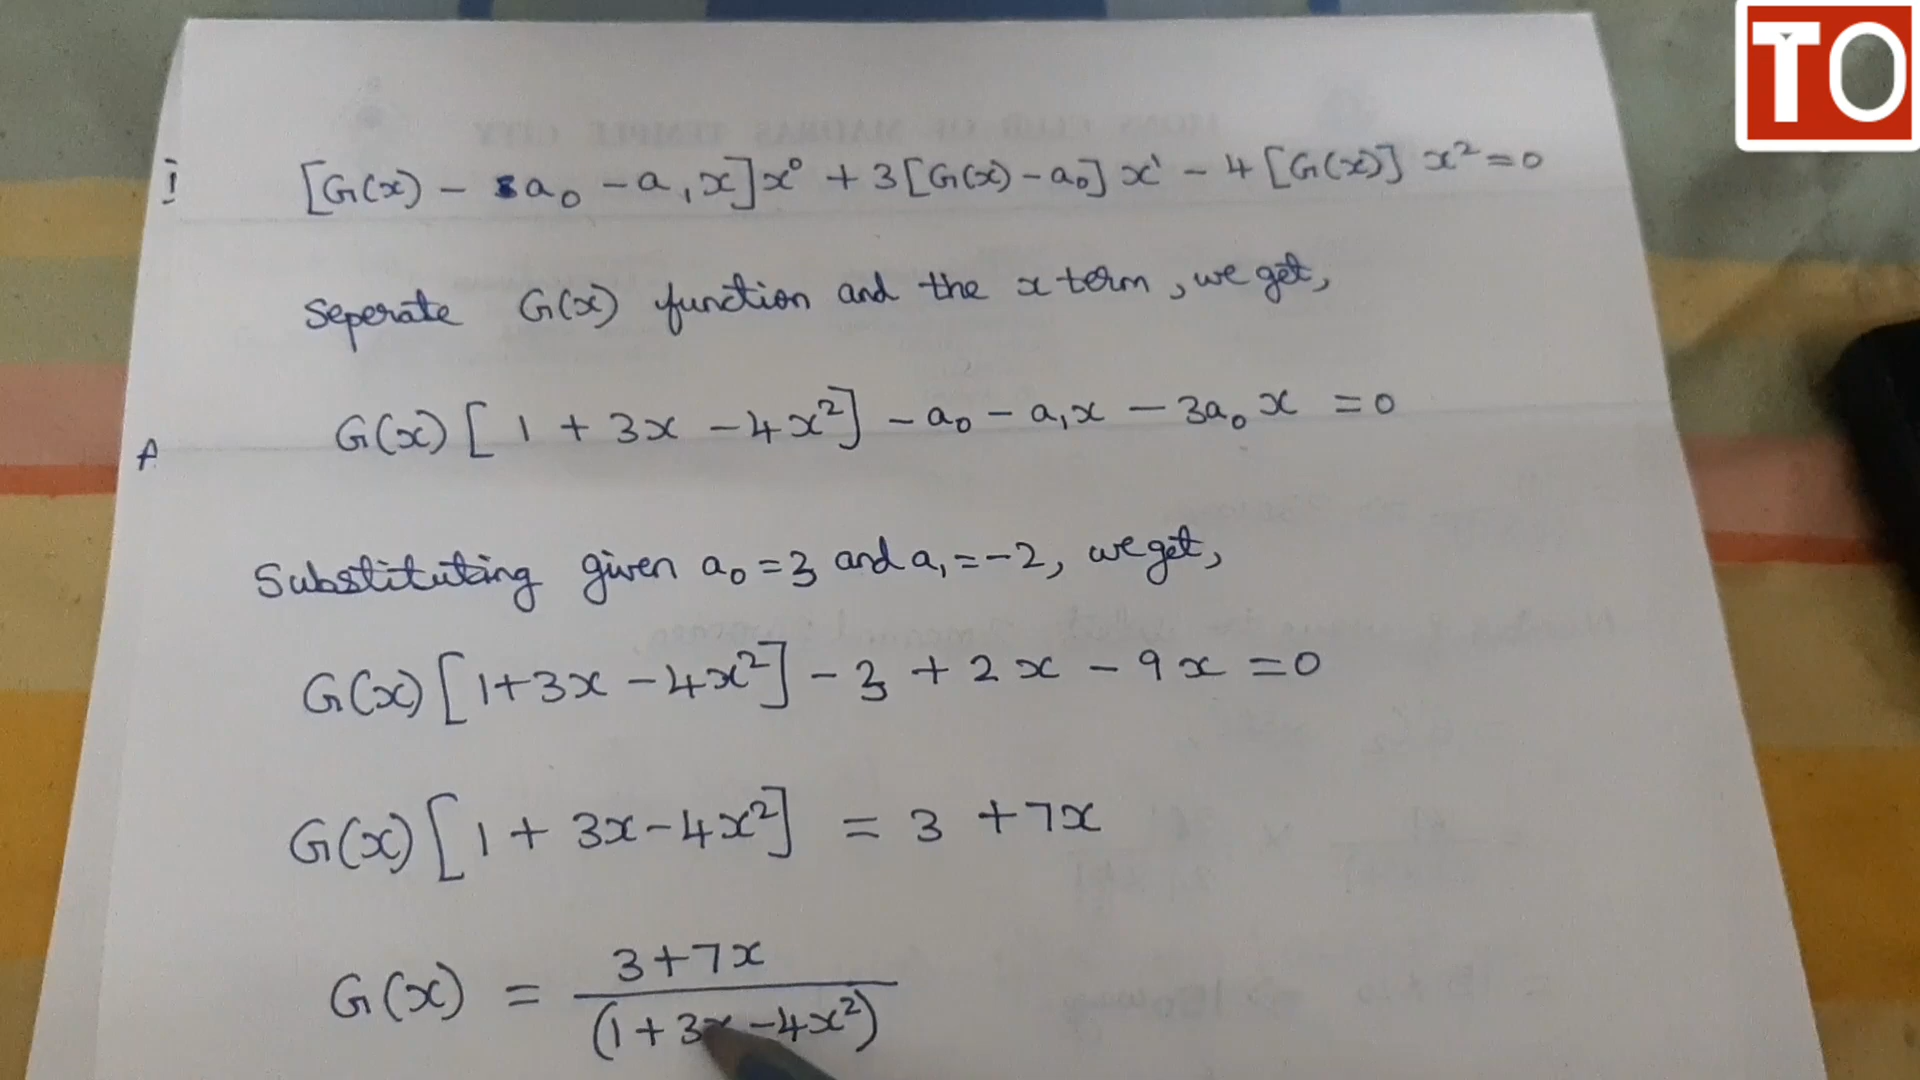 TO
[G(x) - a₀ - a₁x]x⁰ + 3[G(x) - a₀] x¹ - 4[G(x)] x² = 0
Seperate G(x) function and the x term, we get,
G(x)[1 + 3x - 4x²] - a₀ - a₁x - 3a₀x = 0
A
Substituting given a₀ = 3 and a₁ = -2, we get,
G(x)[1+3x - 4x²] - 3 + 2x - 9x = 0
G(x)[1 + 3x - 4x²] = 3 + 7x
G(x) = 3+7x
(1 + 3x - 4x²)